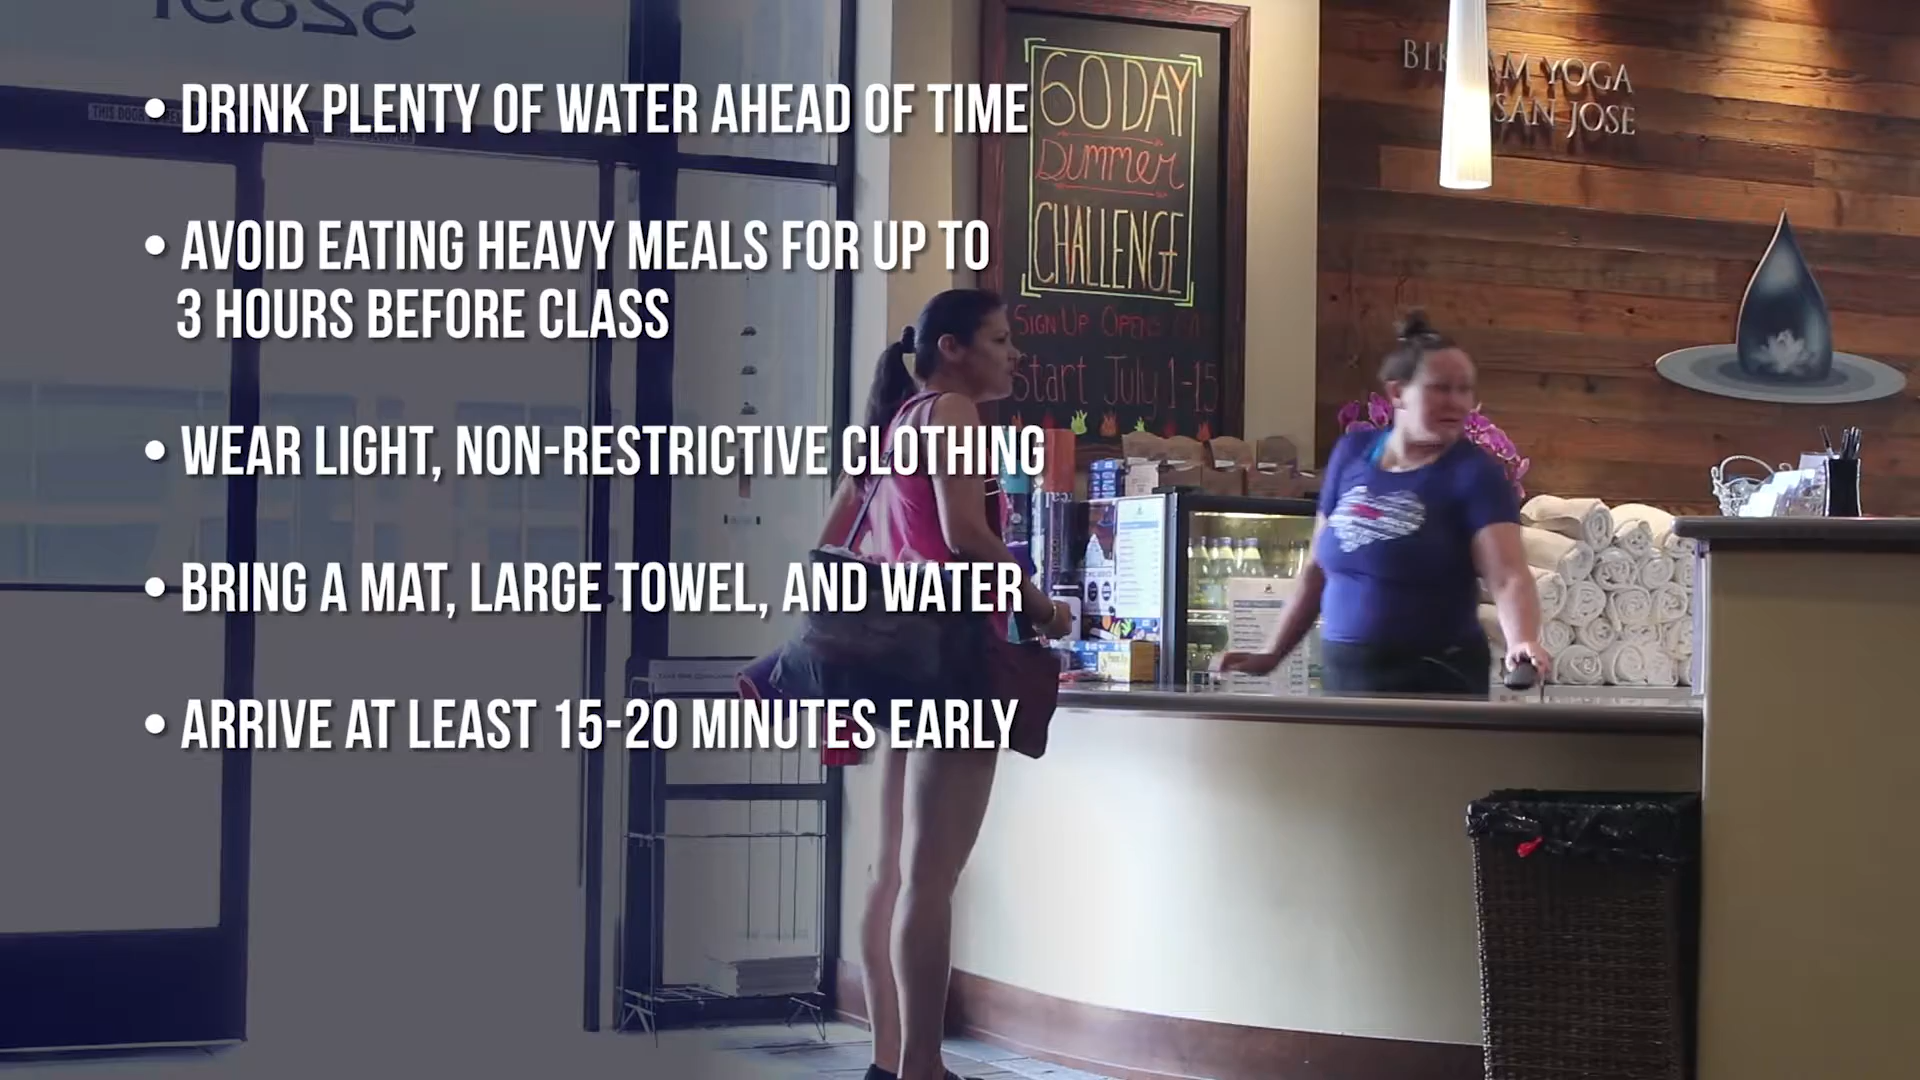 • DRINK PLENTY OF WATER AHEAD OF TIME
• AVOID EATING HEAVY MEALS FOR UP TO
3 HOURS BEFORE CLASS
• WEAR LIGHT, NON-RESTRICTIVE CLOTHING
• BRING A MAT, LARGE TOWEL, AND WATER
• ARRIVE AT LEAST 15-20 MINUTES EARLY
60 DAY
Summer
CHALLENGE
Sign Up Opens
Start July 1-15
YOGA
SAN JOSE